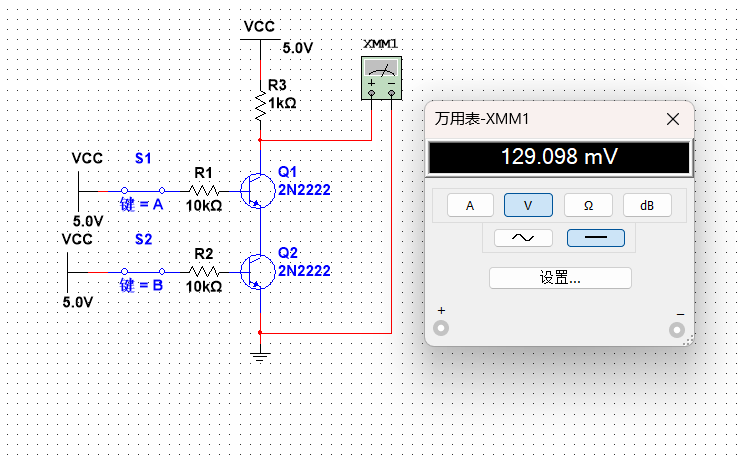 VCC
5.0V
XMM1
R3
1kΩ
VCC
S1
R1
Q1
2N2222
键 = A
10kΩ
5.0V
VCC
S2
R2
Q2
2N2222
键 = B
10kΩ
5.0V
万用表-XMM1
129.098 mV
A
V
Ω
dB
设置...
+
−